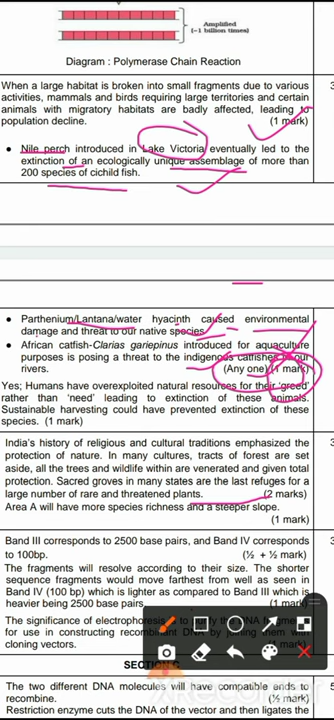 Amplified
(~1 billion times)
Diagram : Polymerase Chain Reaction
When a large habitat is broken into small fragments due to various
activities, mammals and birds requiring large territories and certain
animals with migratory habitats are badly affected, leading to
population decline.
(1 mark)
• Nile perch introduced in Lake Victoria eventually led to the
extinction of an ecologically unique assemblage of more than
200 species of cichild fish.
• Parthenium/Lantana/water hyacinth caused environmental
damage and threat to our native species
• African catfish-Clarias gariepinus introduced for aquaculture
purposes is posing a threat to the indigenous catfishes in our
rivers. (Any one) (1 mark)
Yes; Humans have overexploited natural resources for their 'greed'
rather than 'need' leading to extinction of these animals.
Sustainable harvesting could have prevented extinction of these
species. (1 mark)
India's history of religious and cultural traditions emphasized the
protection of nature. In many cultures, tracts of forest are set
aside, all the trees and wildlife within are venerated and given total
protection. Sacred groves in many states are the last refuges for a
large number of rare and threatened plants. (2 marks)
Area A will have more species richness and a steeper slope.
(1 mark)
Band III corresponds to 2500 base pairs, and Band IV corresponds
to 100bp. (½ + ½ mark)
The fragments will resolve according to their size. The shorter
sequence fragments would move farthest from well as seen in
Band IV (100 bp) which is lighter as compared to Band III which is
heavier being 2500 base pairs. (1 mark)
The significance of electrophoresis
for use in constructing recombinant DNA by joining them with
cloning vectors.
SECTION
The two different DNA molecules will have compatible ends to
recombine.
Restriction enzyme cuts the DNA of the vector and then ligates the